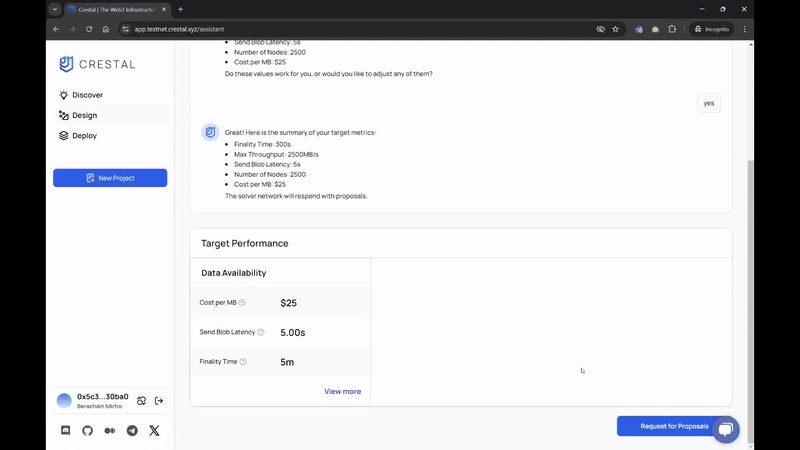 Crestal | The Web3 Infrastructu
app.testnet.crestal.xyz/assistant
Incognito
CRESTAL
Discover
Design
Deploy
New Project
Send Blob Latency: 5s
Number of Nodes: 2500
Cost per MB: $25
Do these values work for you, or would you like to adjust any of them?
yes
Great! Here is the summary of your target metrics:
Finality Time: 300s
Max Throughput: 2500MB/s
Send Blob Latency: 5s
Number of Nodes: 2500
Cost per MB: $25
The solver network will respond with proposals.
Target Performance
Data Availability
Cost per MB $25
Send Blob Latency 5.00s
Finality Time 5m
View more
0x5c3...30ba0
Berachain bArtio
Request for Proposals